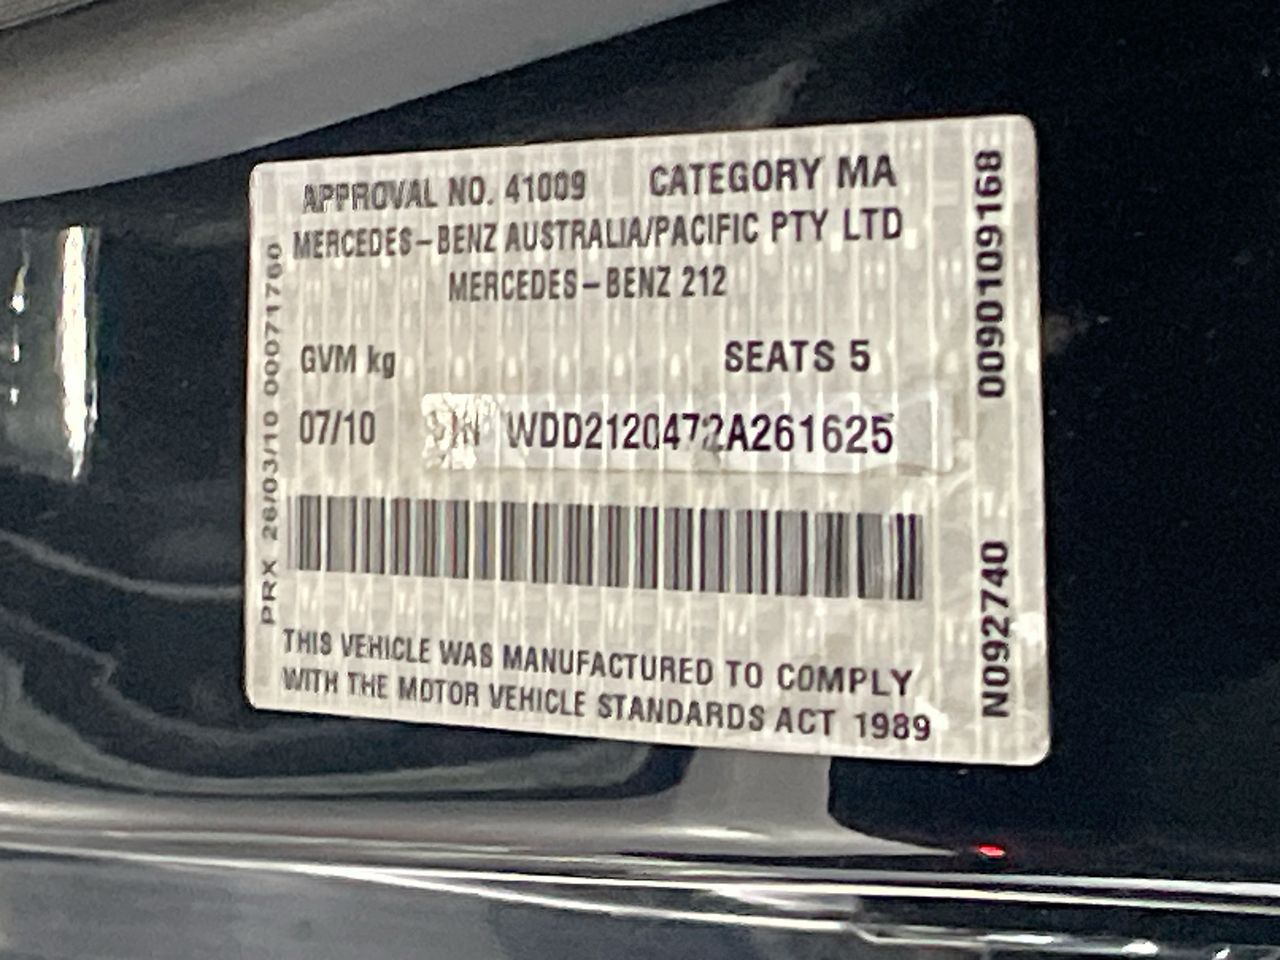 APPROVAL NO. 41009 CATEGORY MA
MERCEDES-BENZ AUSTRALIA/PACIFIC PTY LTD
MERCEDES-BENZ 212
GVM kg SEATS 5
07/10 VIN WDD2120472A261625
THIS VEHICLE WAS MANUFACTURED TO COMPLY
WITH THE MOTOR VEHICLE STANDARDS ACT 1989
PRX 26/03/10 00071760
N092740 0090109168